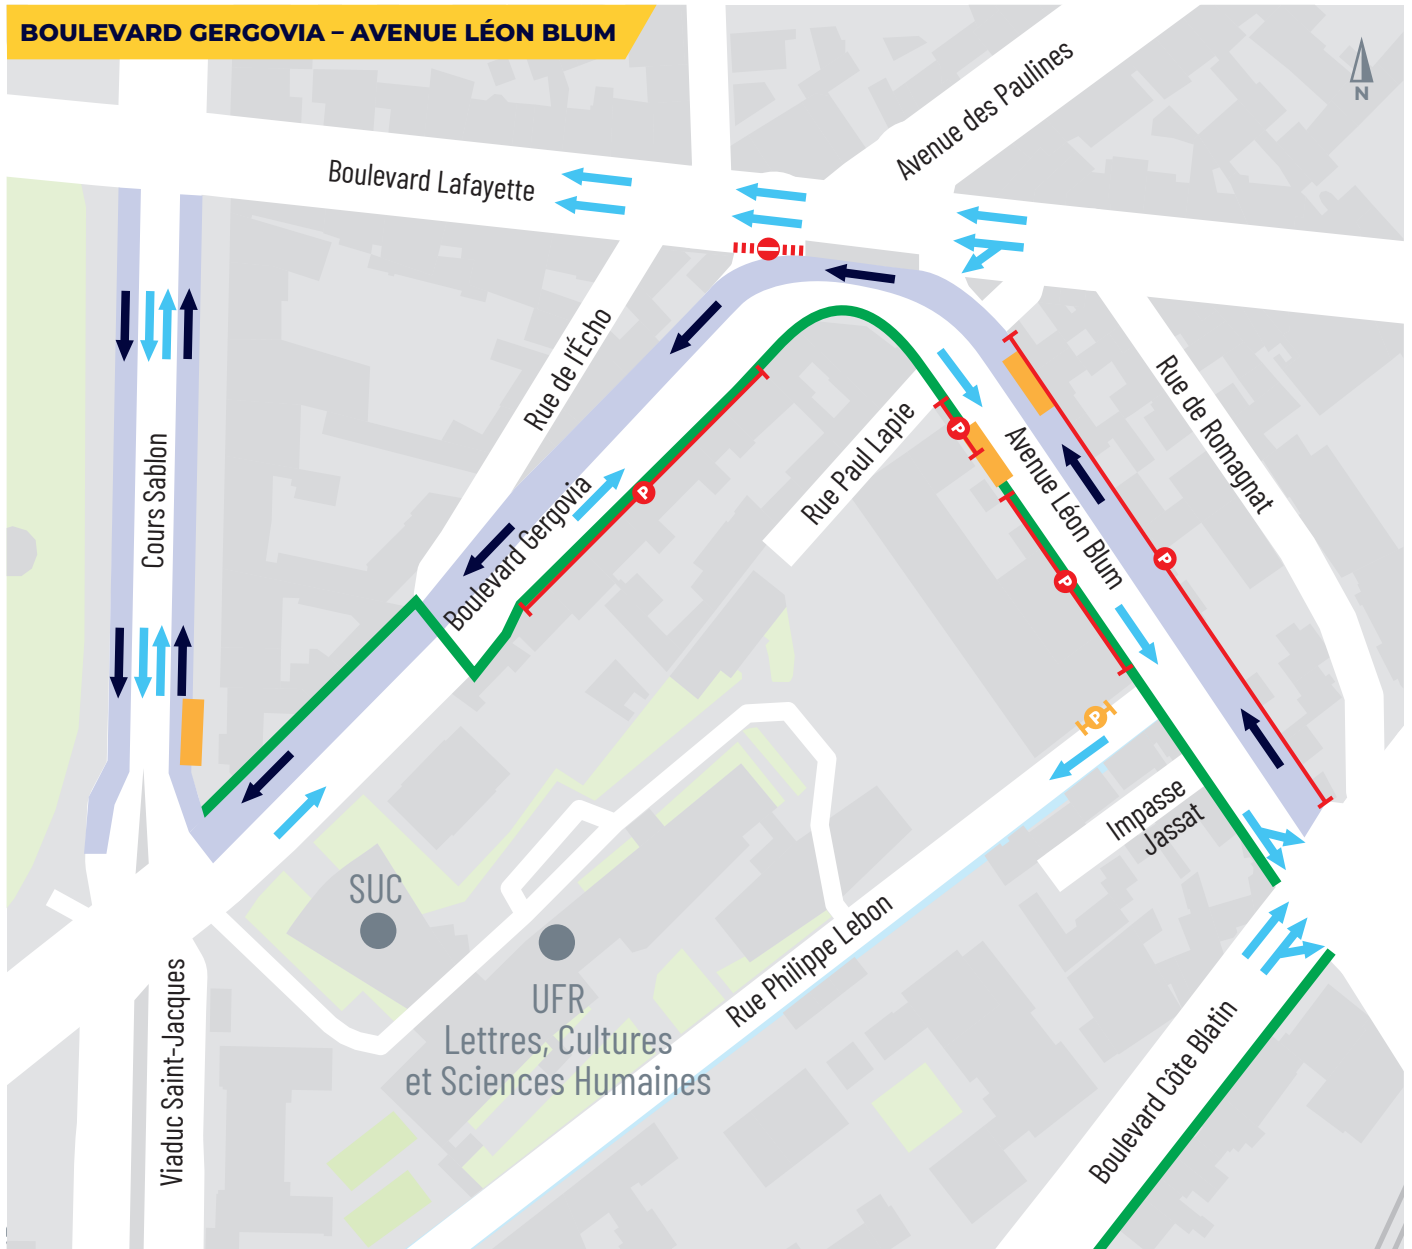 BOULEVARD GERGOVIA – AVENUE LÉON BLUM
N
Avenue des Paulines
Boulevard Lafayette
Rue de l'Écho
Rue de Romagnat
Rue Paul Lapie
Avenue Léon Blum
Cours Sablon
Boulevard Gergovia
P
P
P
P
P
Impasse
Jassat
SUC
Rue Philippe Lebon
UFR
Lettres, Cultures
et Sciences Humaines
Viaduc Saint-Jacques
Boulevard Côte Blatin